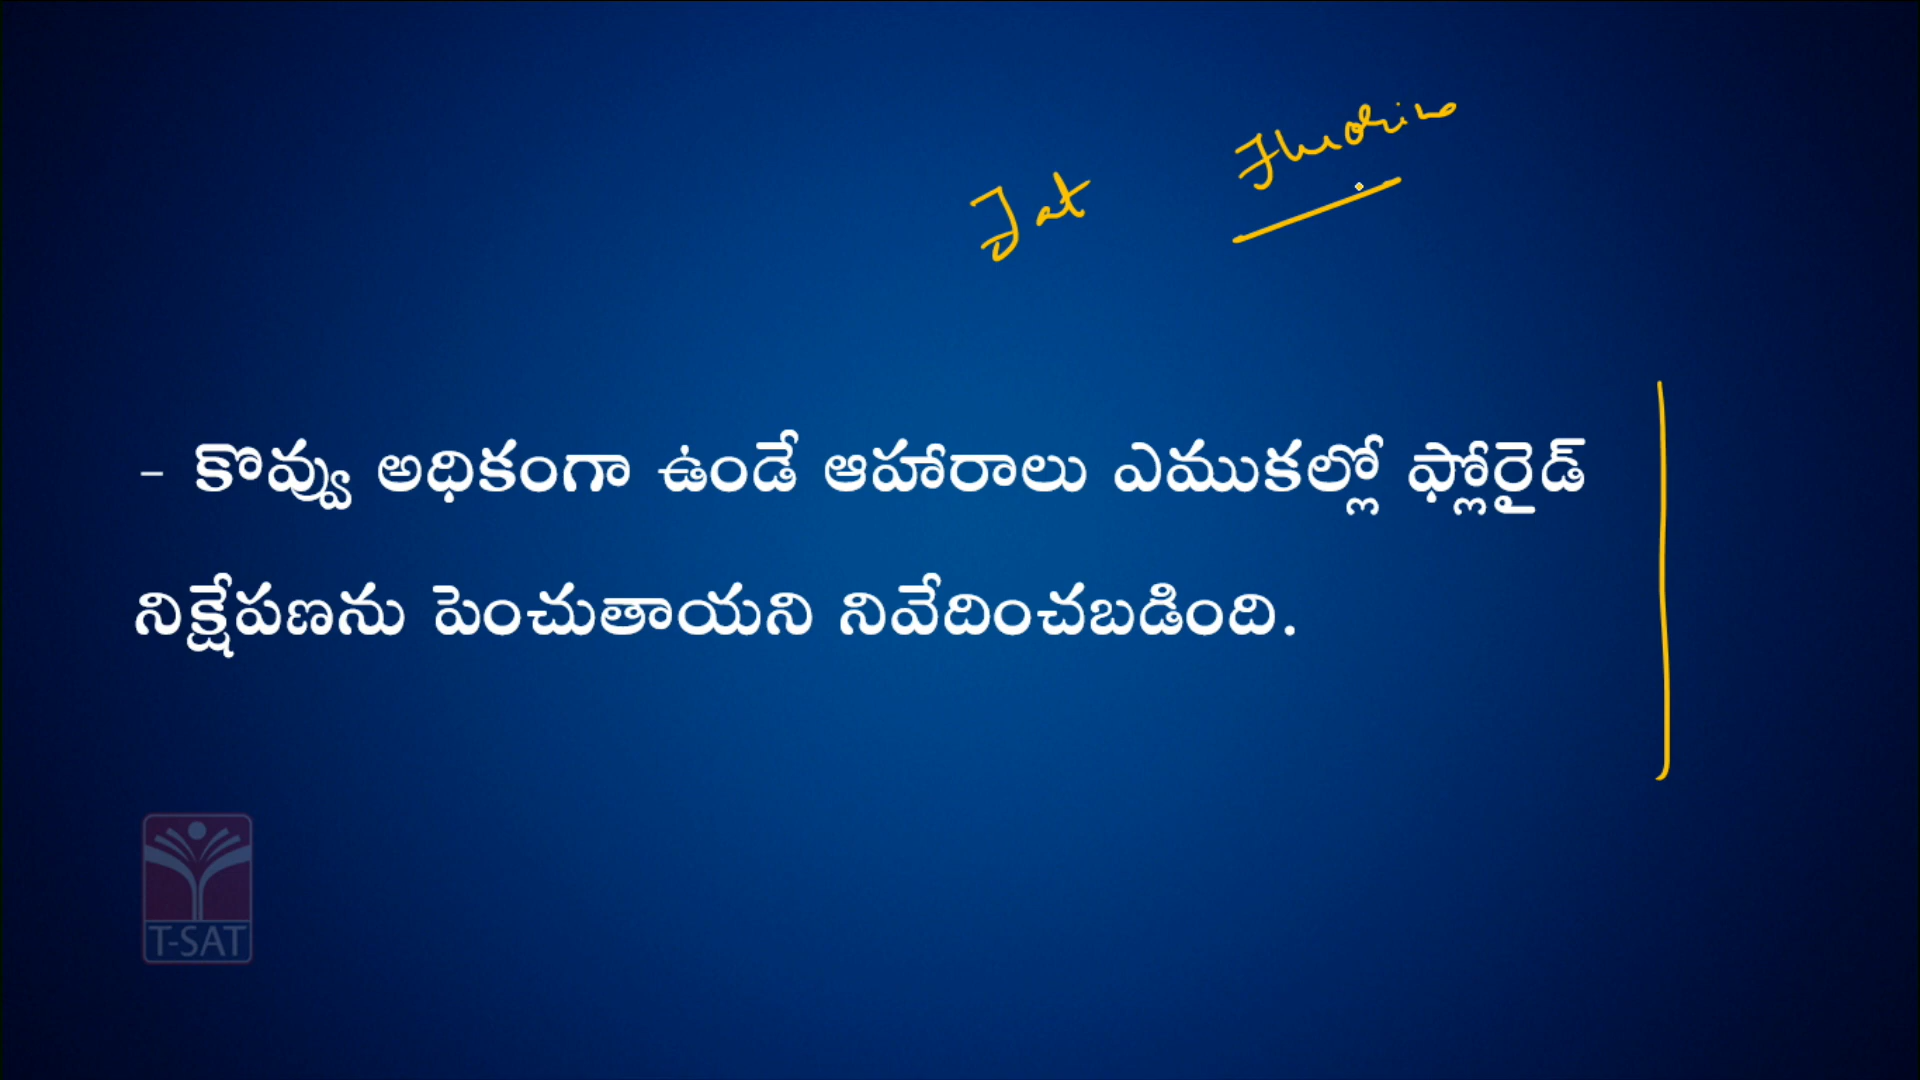 Fluorine
Fat
- కొవ్వు అధికంగా ఉండే ఆహారాలు ఎముకల్లో ఫ్లోరైడ్
నిక్షేపణను పెంచుతాయని నివేదించబడింది.
T-SAT